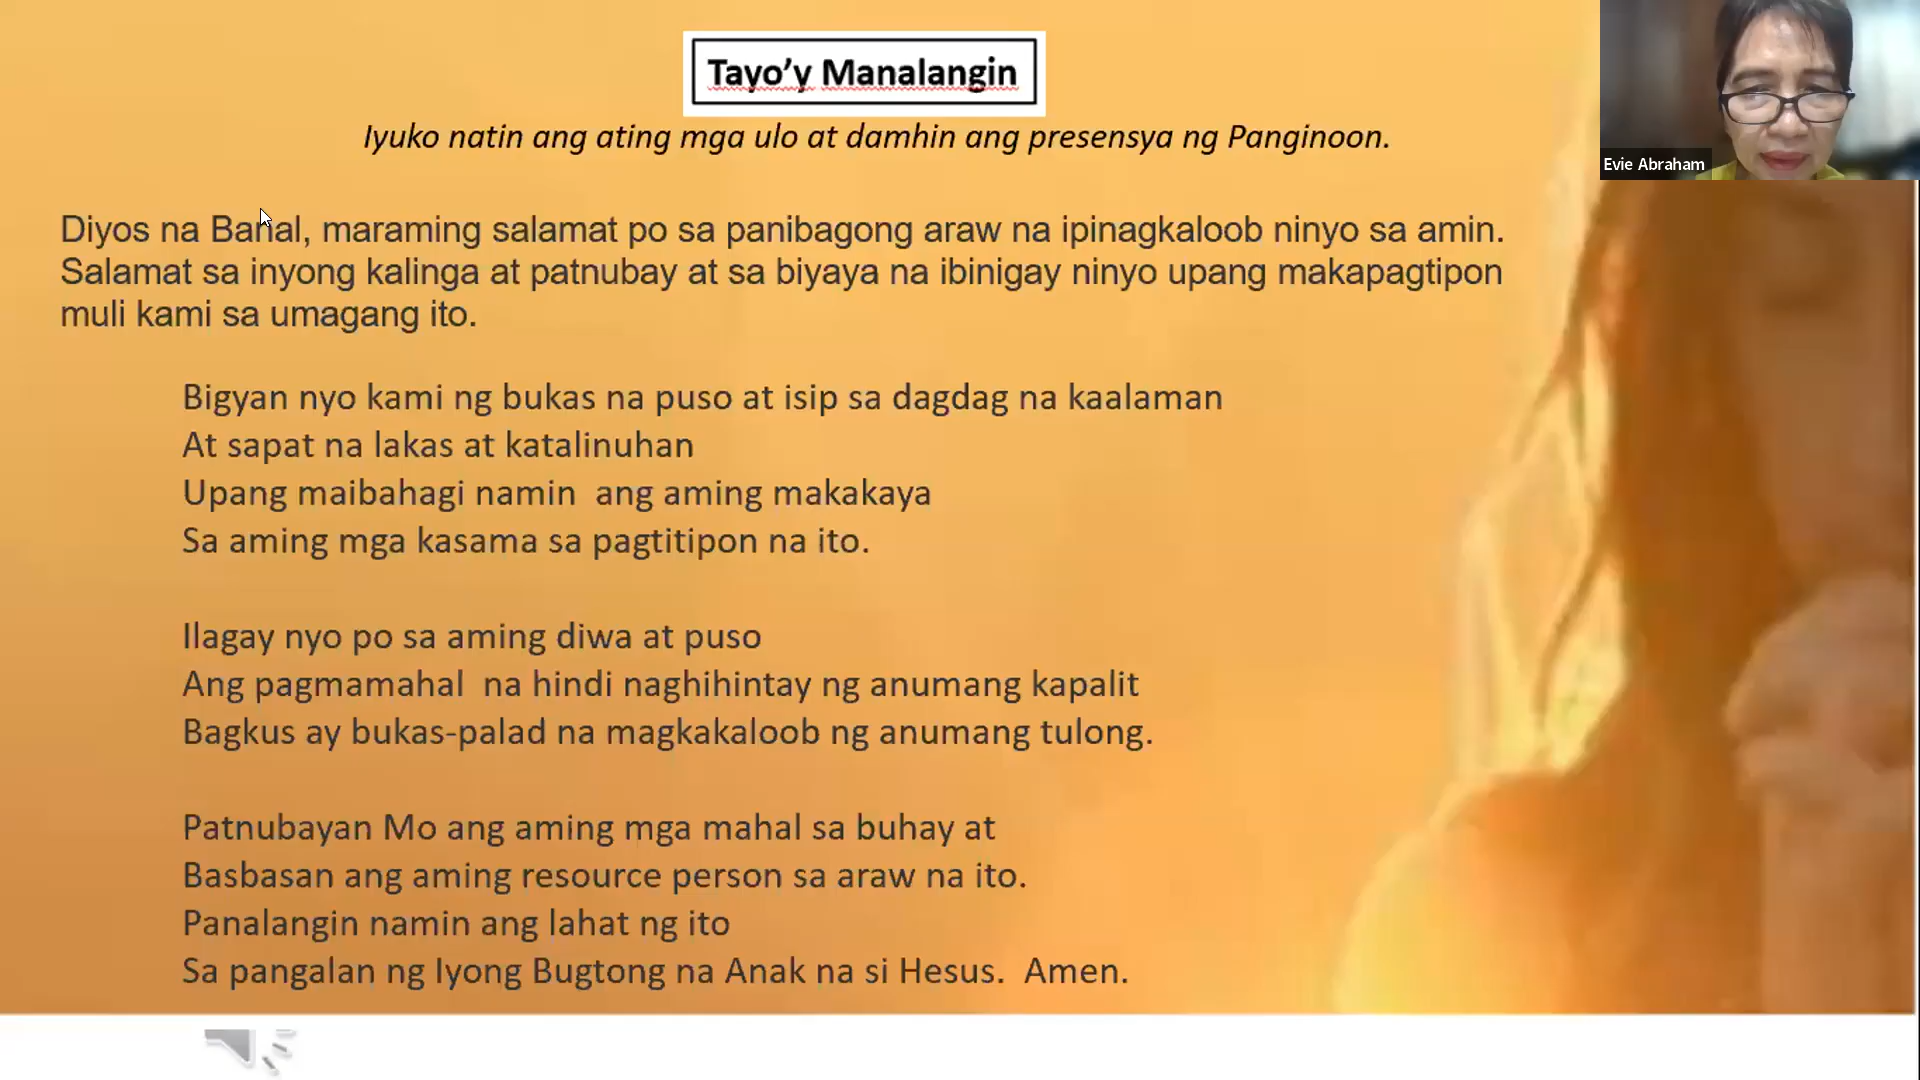 Tayo’y Manalangin
Iyuko natin ang ating mga ulo at damhin ang presensya ng Panginoon.
Evie Abraham
Diyos na Banal, maraming salamat po sa panibagong araw na ipinagkaloob ninyo sa amin.
Salamat sa inyong kalinga at patnubay at sa biyaya na ibinigay ninyo upang makapagtipon
muli kami sa umagang ito.
Bigyan nyo kami ng bukas na puso at isip sa dagdag na kaalaman
At sapat na lakas at katalinuhan
Upang maibahagi namin  ang aming makakaya
Sa aming mga kasama sa pagtitipon na ito.
Ilagay nyo po sa aming diwa at puso
Ang pagmamahal  na hindi naghihintay ng anumang kapalit
Bagkus ay bukas-palad na magkakaloob ng anumang tulong.
Patnubayan Mo ang aming mga mahal sa buhay at
Basbasan ang aming resource person sa araw na ito.
Panalangin namin ang lahat ng ito
Sa pangalan ng Iyong Bugtong na Anak na si Hesus.  Amen.